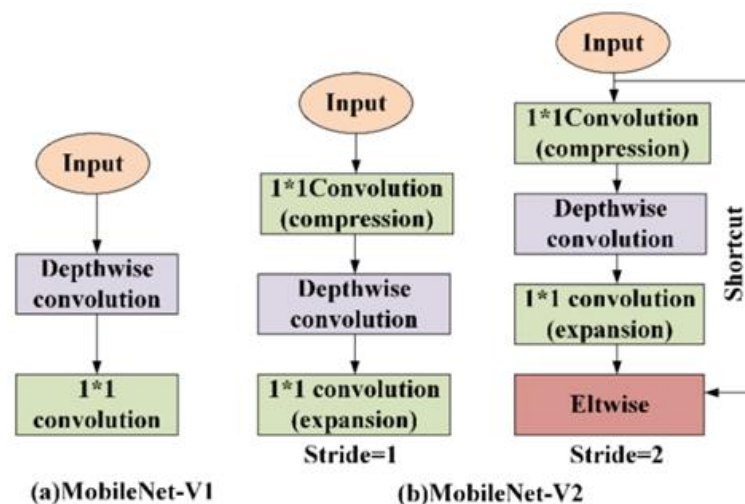 Input
Depthwise
convolution
1*1
convolution
(a)MobileNet-V1
Input
1*1Convolution
(compression)
Depthwise
convolution
1*1 convolution
(expansion)
Stride=1
Input
1*1Convolution
(compression)
Depthwise
convolution
1*1 convolution
(expansion)
Eltwise
Shortcut
Stride=2
(b)MobileNet-V2